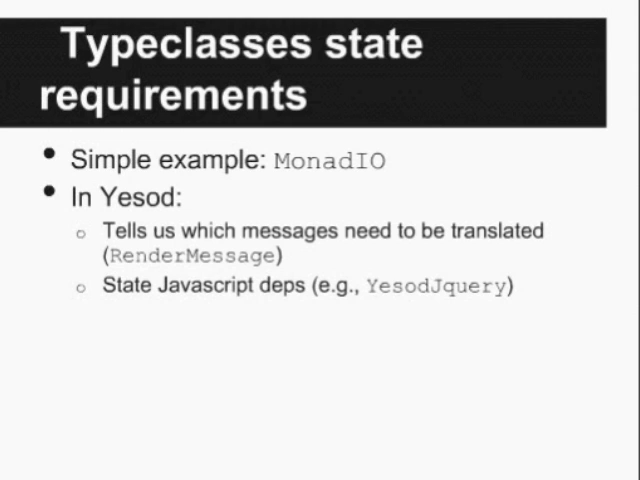 Typeclasses state
requirements
• Simple example: MonadIO
• In Yesod:
o Tells us which messages need to be translated
(RenderMessage)
o State Javascript deps (e.g., YesodJquery)